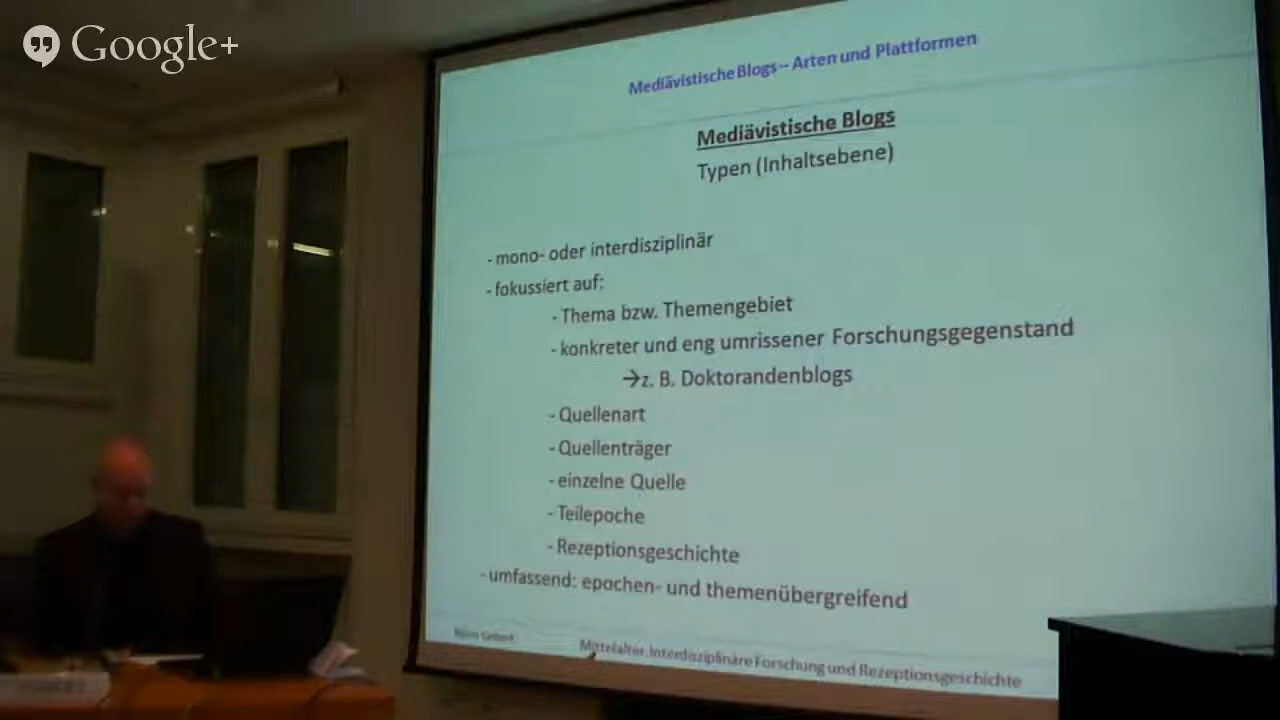 Google+
Mediävistische Blogs – Arten und Plattformen
Mediävistische Blogs
Typen (Inhaltsebene)
- mono- oder interdisziplinär
- fokussiert auf:
- Thema bzw. Themengebiet
- konkreter und eng umrissener Forschungsgegenstand
→z. B. Doktorandenblogs
- Quellenart
- Quellenträger
- einzelne Quelle
- Teilepoche
- Rezeptionsgeschichte
- umfassend: epochen- und themenübergreifend
Mittelalter. Interdisziplinäre Forschung und Rezeptionsgeschichte